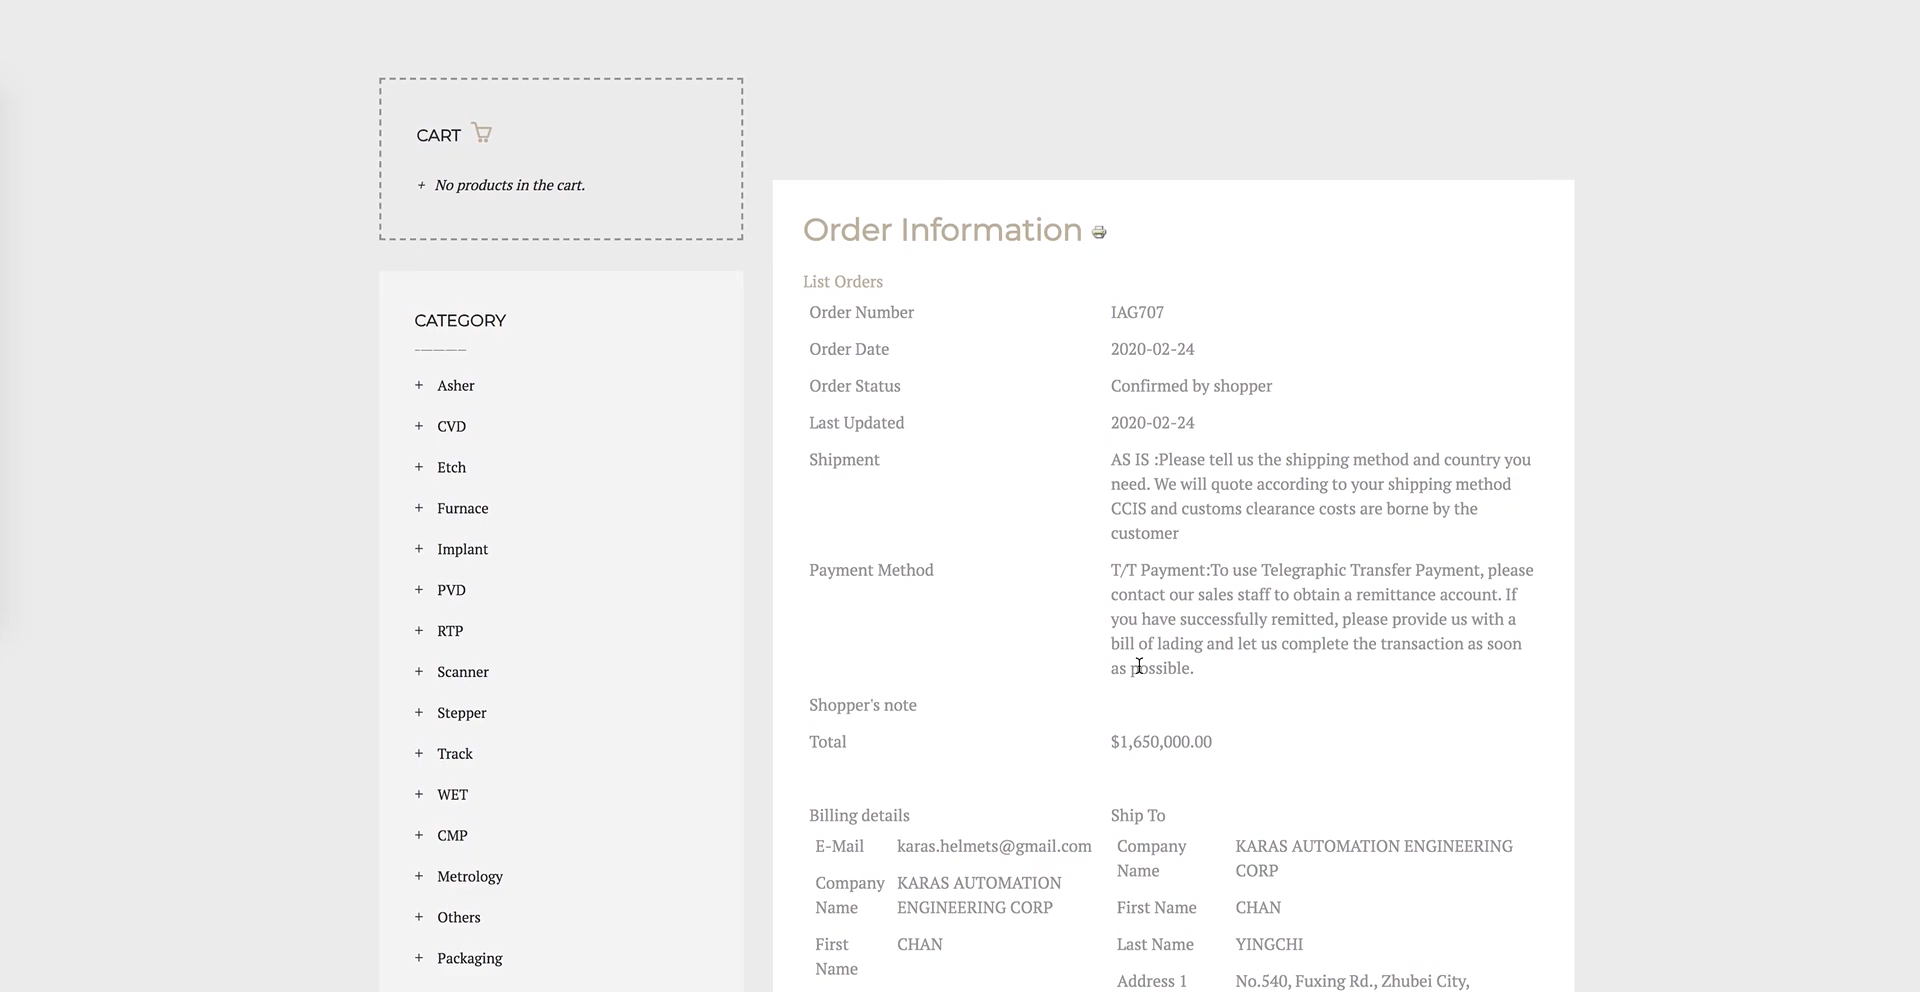 CART
+ No products in the cart.
CATEGORY
+ Asher
+ CVD
+ Etch
+ Furnace
+ Implant
+ PVD
+ RTP
+ Scanner
+ Stepper
+ Track
+ WET
+ CMP
+ Metrology
+ Others
+ Packaging
Order Information
List Orders
Order Number IAG707
Order Date 2020-02-24
Order Status Confirmed by shopper
Last Updated 2020-02-24
Shipment AS IS :Please tell us the shipping method and country you
need. We will quote according to your shipping method
CCIS and customs clearance costs are borne by the
customer
Payment Method T/T Payment:To use Telegraphic Transfer Payment, please
contact our sales staff to obtain a remittance account. If
you have successfully remitted, please provide us with a
bill of lading and let us complete the transaction as soon
as possible.
Shopper's note
Total $1,650,000.00
Billing details
E-Mail karas.helmets@gmail.com
Company KARAS AUTOMATION
Name ENGINEERING CORP
First CHAN
Name
Ship To
Company KARAS AUTOMATION ENGINEERING
Name CORP
First Name CHAN
Last Name YINGCHI
Address 1 No.540, Fuxing Rd., Zhubei City,